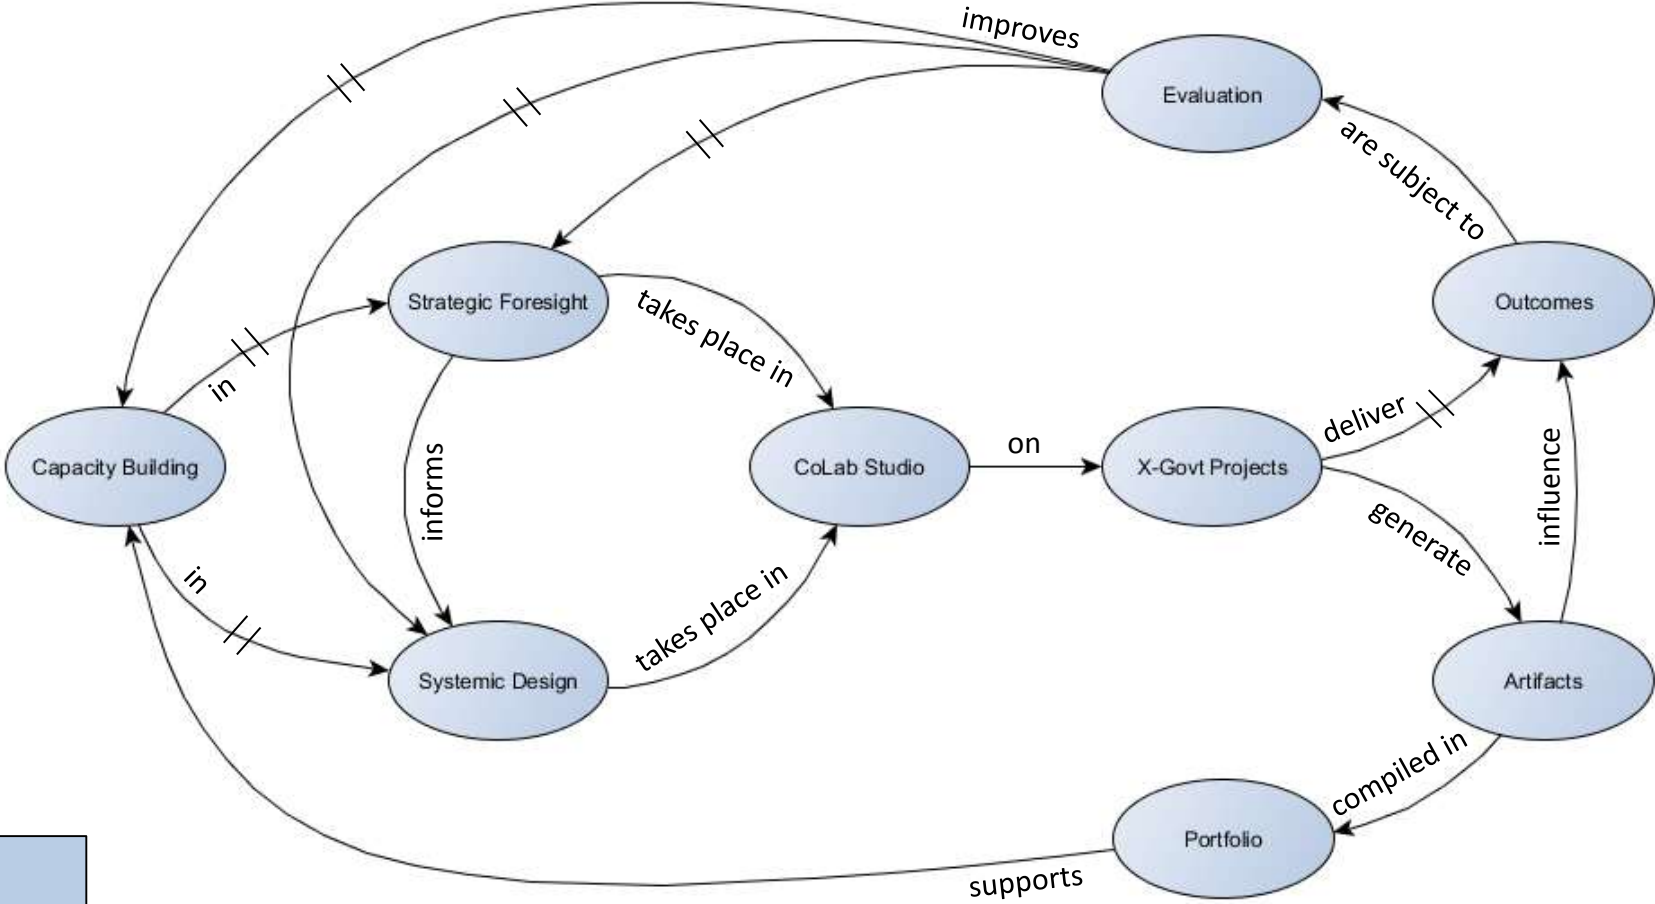 improves
Evaluation
are subject to
Strategic Foresight
takes place in
Outcomes
in
deliver
Capacity Building
informs
CoLab Studio
on
X-Govt Projects
influence
generate
in
takes place in
Systemic Design
Artifacts
compiled in
Portfolio
supports